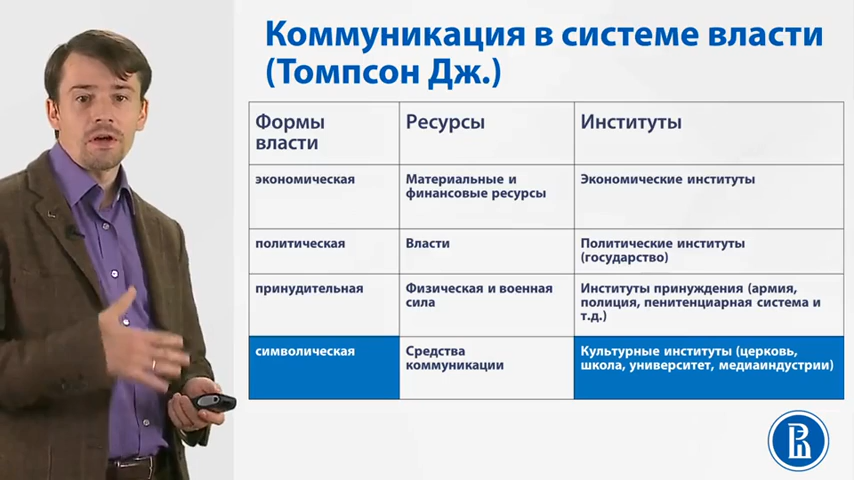 Коммуникация в системе власти
(Томпсон Дж.)
Формы
власти
Ресурсы
Институты
экономическая
Материальные и
финансовые ресурсы
Экономические институты
политическая
Власти
Политические институты
(государство)
принудительная
Физическая и военная
сила
Институты принуждения (армия,
полиция, пенитенциарная система и
т.д.)
символическая
Средства
коммуникации
Культурные институты (церковь,
школа, университет, медиаиндустрии)